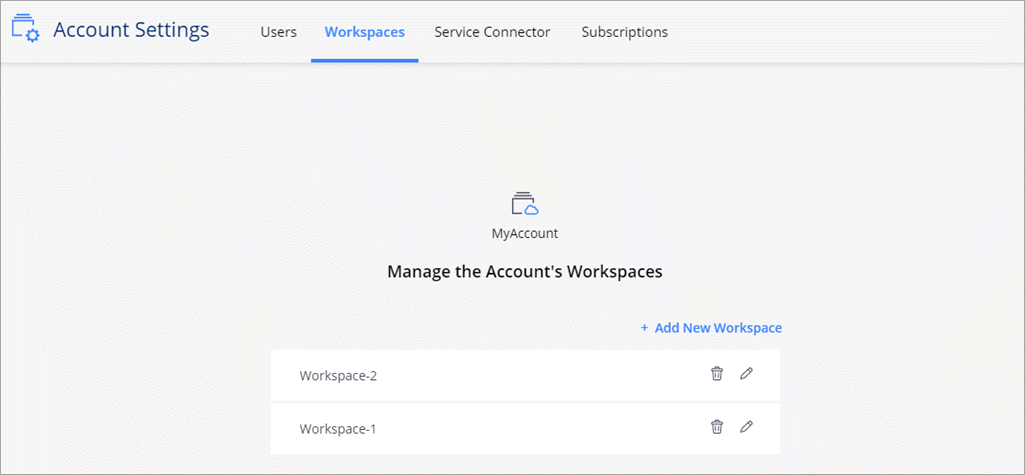 Account Settings
Users
Workspaces
Service Connector
Subscriptions
MyAccount
Manage the Account's Workspaces
+ Add New Workspace
Workspace-2
Workspace-1